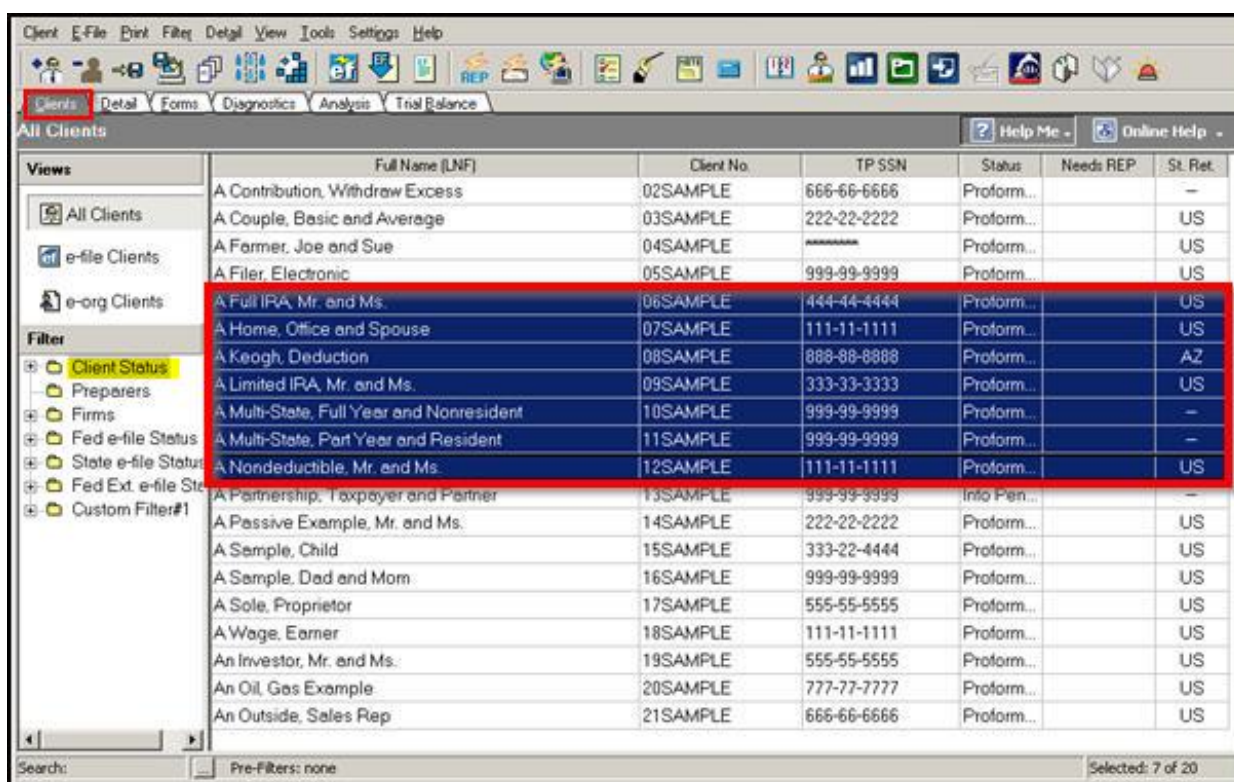 Client E-File Print Filter Detail View Tools Settings Help
REP
Clients Detail Forms Diagnostics Analysis Trial Balance
All Clients Help Me Online Help
Views Full Name (LNF) Client No. TP SSN Status Needs REP St. Ret.
A Contribution, Withdraw Excess 02SAMPLE 666-66-6666 Proform... –
All Clients
A Couple, Basic and Average 03SAMPLE 222-22-2222 Proform... US
A Farmer, Joe and Sue 04SAMPLE ********* Proform... US
e-file Clients
A Filer, Electronic 05SAMPLE 999-99-9999 Proform... US
e-org Clients
A Full IRA, Mr. and Ms. 06SAMPLE 444-44-4444 Proform... US
Filter
A Home, Office and Spouse 07SAMPLE 111-11-1111 Proform... US
Client Status
A Keogh, Deduction 08SAMPLE 888-88-8888 Proform... AZ
Preparers
A Limited IRA, Mr. and Ms. 09SAMPLE 333-33-3333 Proform... US
Firms
A Multi-State, Full Year and Nonresident 10SAMPLE 999-99-9999 Proform... –
Fed e-file Status
A Multi-State, Part Year and Resident 11SAMPLE 999-99-9999 Proform... –
State e-file Status
A Nondeductible, Mr. and Ms. 12SAMPLE 111-11-1111 Proform... US
Fed Ext. e-file Sta
A Partnership, Taxpayer and Partner 13SAMPLE 999-99-9999 Info Pen... –
Custom Filter#1
A Passive Example, Mr. and Ms. 14SAMPLE 222-22-2222 Proform... US
A Sample, Child 15SAMPLE 333-22-4444 Proform... US
A Sample, Dad and Mom 16SAMPLE 999-99-9999 Proform... US
A Sole, Proprietor 17SAMPLE 555-55-5555 Proform... US
A Wage, Earner 18SAMPLE 111-11-1111 Proform... US
An Investor, Mr. and Ms. 19SAMPLE 555-55-5555 Proform... US
An Oil, Gas Example 20SAMPLE 777-77-7777 Proform... US
An Outside, Sales Rep 21SAMPLE 666-66-6666 Proform... US
Search: ... Pre-Filters: none Selected: 7 of 20